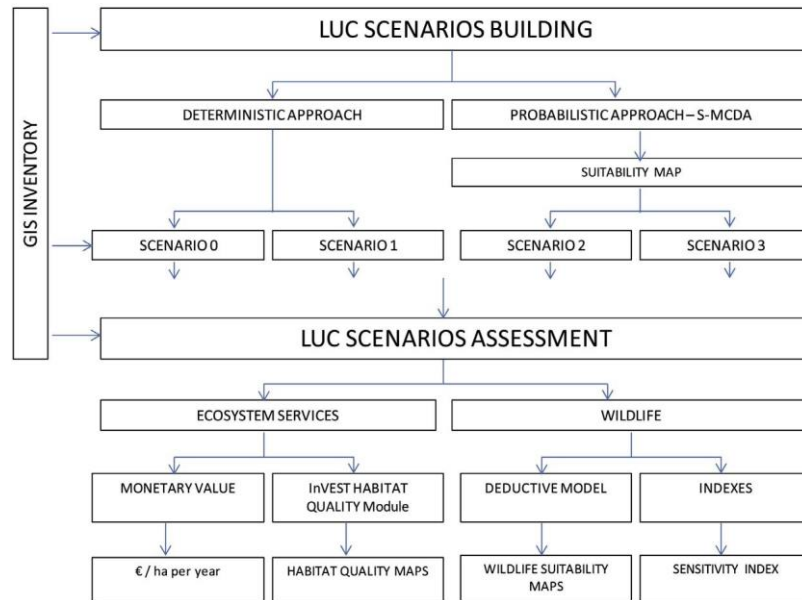 GIS INVENTORY
LUC SCENARIOS BUILDING
DETERMINISTIC APPROACH
PROBABILISTIC APPROACH – S-MCDA
SUITABILITY MAP
SCENARIO 0
SCENARIO 1
SCENARIO 2
SCENARIO 3
LUC SCENARIOS ASSESSMENT
ECOSYSTEM SERVICES
WILDLIFE
MONETARY VALUE
InVEST HABITAT
QUALITY Module
DEDUCTIVE MODEL
INDEXES
€ / ha per year
HABITAT QUALITY MAPS
WILDLIFE SUITABILITY
MAPS
SENSITIVITY INDEX